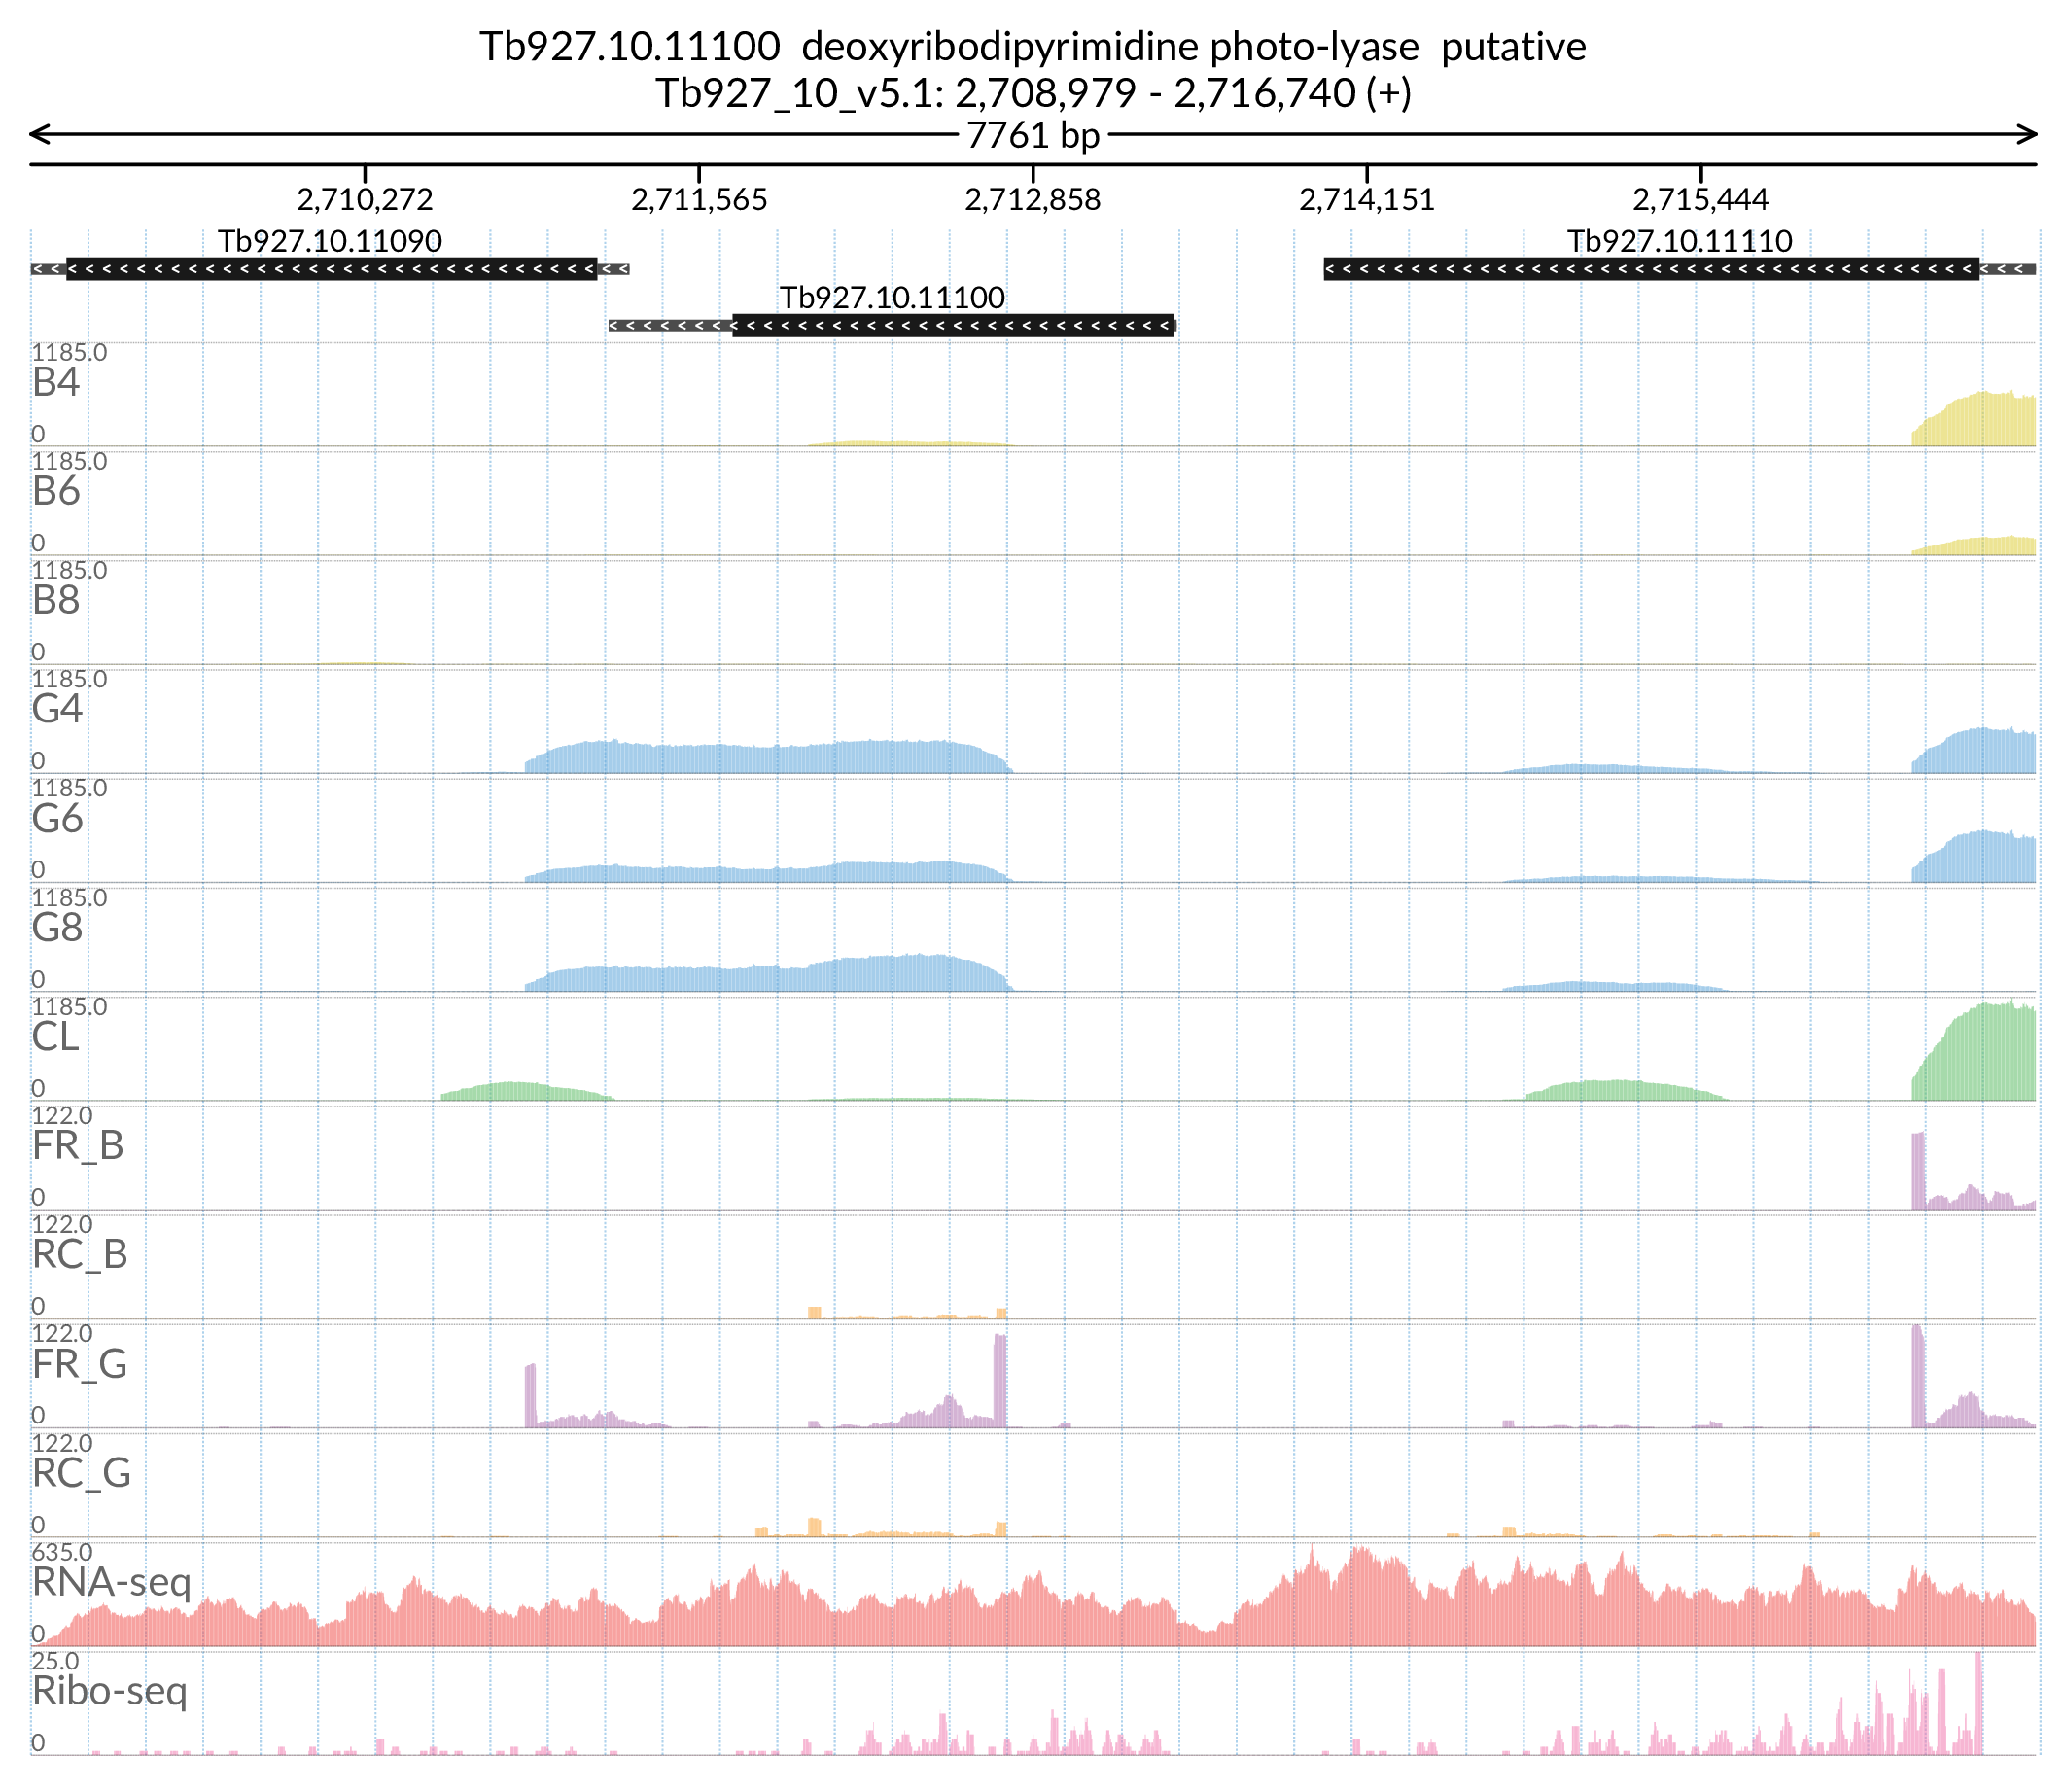 Tb927.10.11100  deoxyribodipyrimidine photo-lyase  putative
Tb927_10_v5.1: 2,708,979 - 2,716,740 (+)
7761 bp
2,710,272 2,711,565 2,712,858 2,714,151 2,715,444
Tb927.10.11090 Tb927.10.11110
Tb927.10.11100
1185.0
B4
0
1185.0
B6
0
1185.0
B8
0
1185.0
G4
0
1185.0
G6
0
1185.0
G8
0
1185.0
CL
0
122.0
FR_B
0
122.0
RC_B
0
122.0
FR_G
0
122.0
RC_G
0
635.0
RNA-seq
0
25.0
Ribo-seq
0